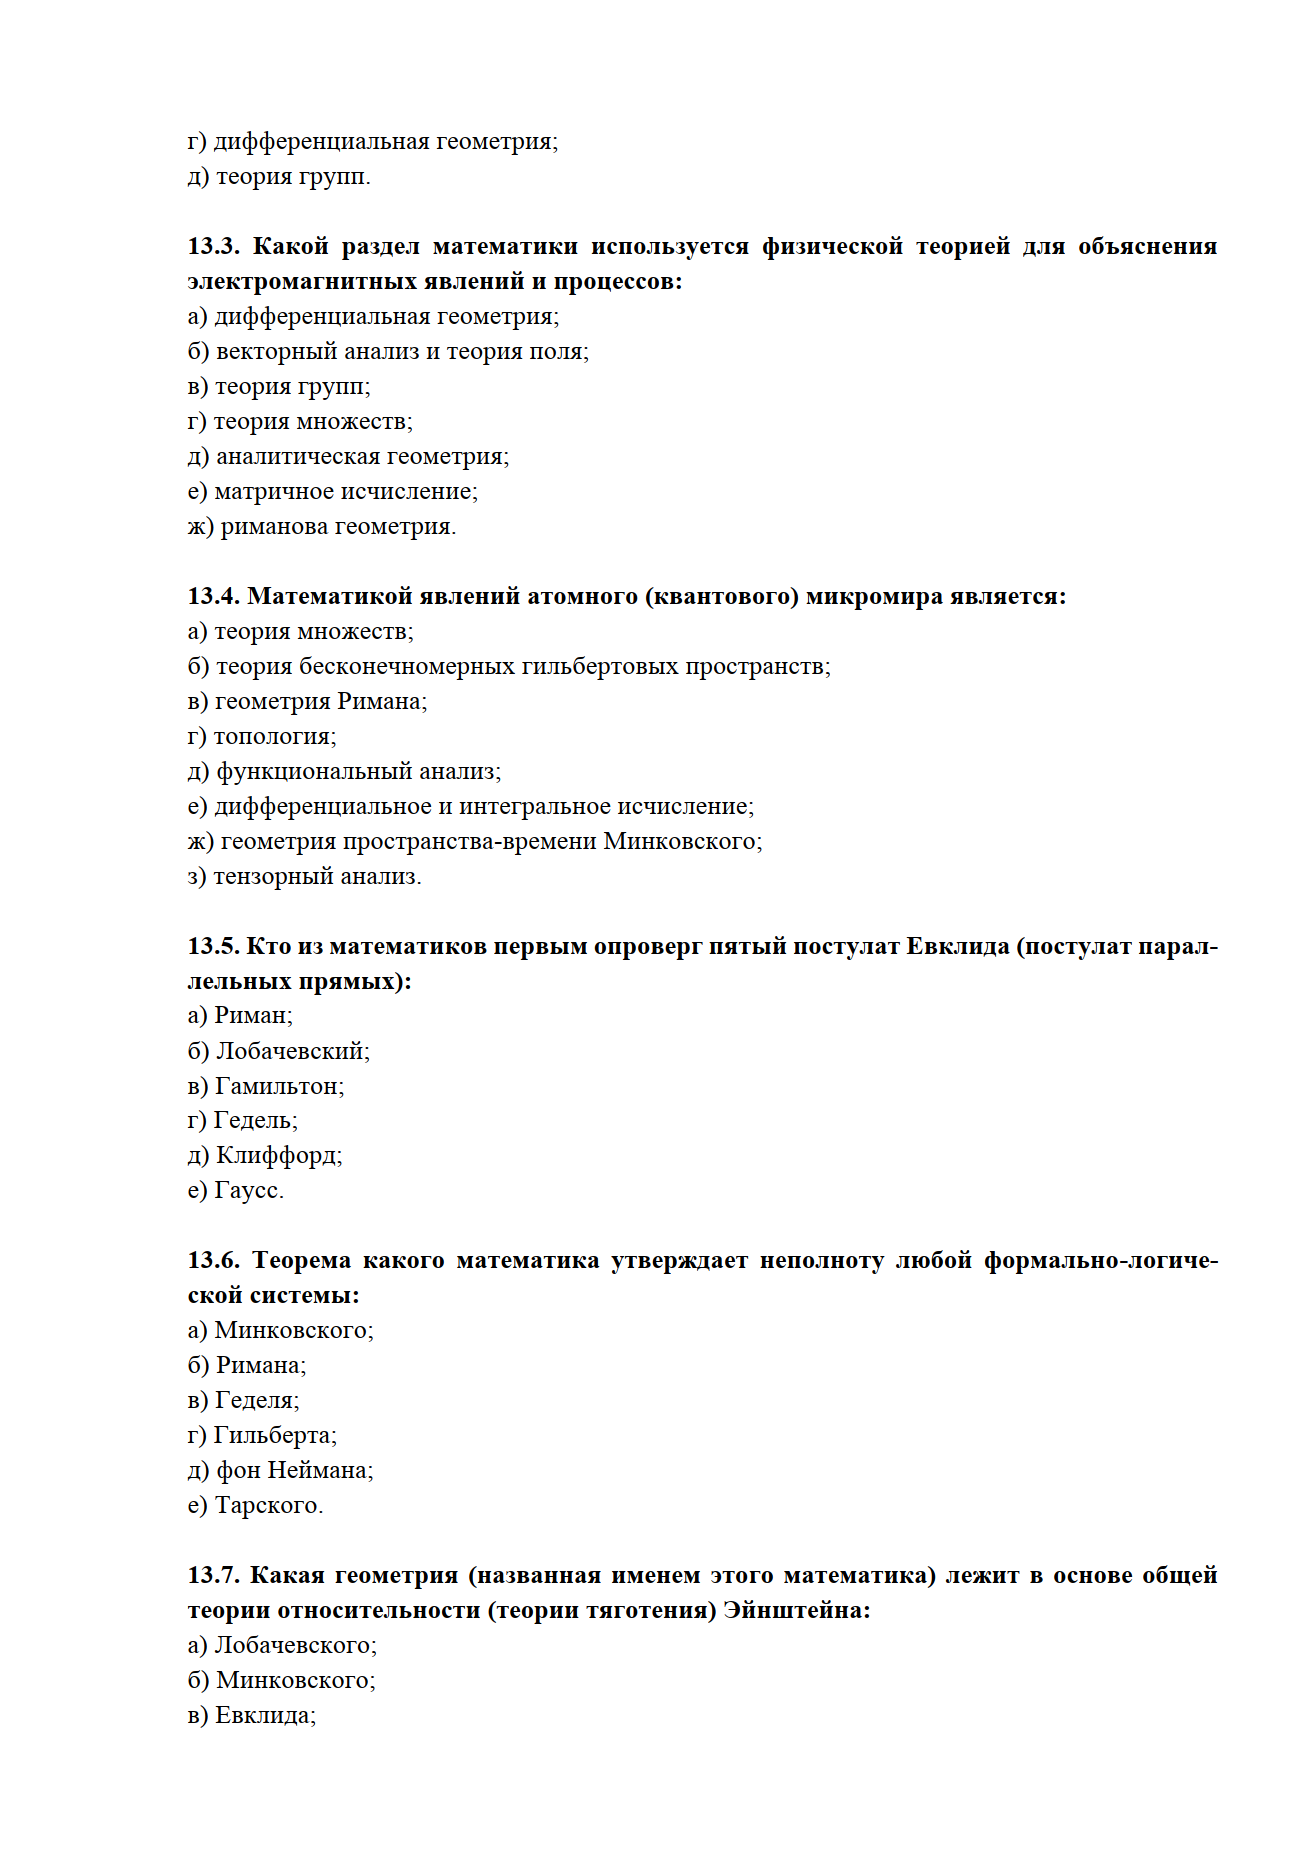 г) дифференциальная геометрия;
д) теория групп.
13.3. Какой раздел математики используется физической теорией для объяснения
электромагнитных явлений и процессов:
а) дифференциальная геометрия;
б) векторный анализ и теория поля;
в) теория групп;
г) теория множеств;
д) аналитическая геометрия;
е) матричное исчисление;
ж) риманова геометрия.
13.4. Математикой явлений атомного (квантового) микромира является:
а) теория множеств;
б) теория бесконечномерных гильбертовых пространств;
в) геометрия Римана;
г) топология;
д) функциональный анализ;
е) дифференциальное и интегральное исчисление;
ж) геометрия пространства-времени Минковского;
з) тензорный анализ.
13.5. Кто из математиков первым опроверг пятый постулат Евклида (постулат парал-
лельных прямых):
а) Риман;
б) Лобачевский;
в) Гамильтон;
г) Гедель;
д) Клиффорд;
е) Гаусс.
13.6. Теорема какого математика утверждает неполноту любой формально-логиче-
ской системы:
а) Минковского;
б) Римана;
в) Геделя;
г) Гильберта;
д) фон Неймана;
е) Тарского.
13.7. Какая геометрия (названная именем этого математика) лежит в основе общей
теории относительности (теории тяготения) Эйнштейна:
а) Лобачевского;
б) Минковского;
в) Евклида;